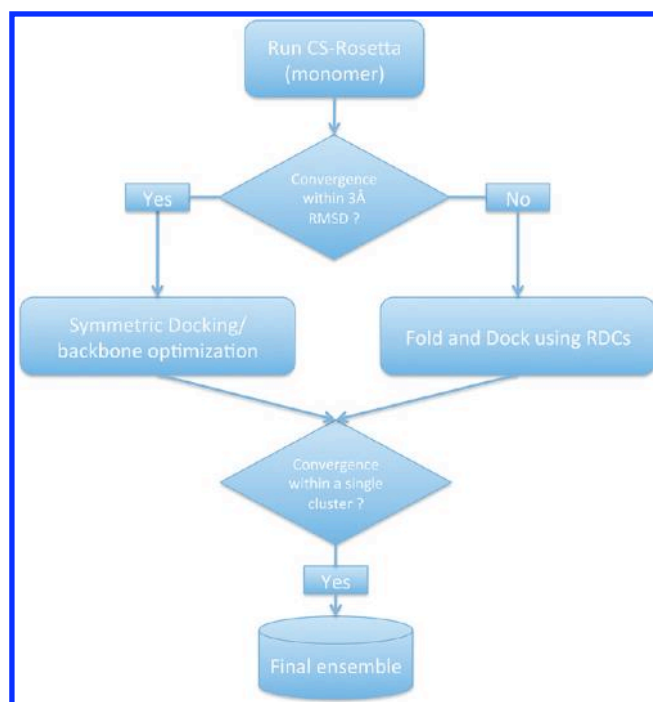 Run CS-Rosetta
(monomer)
Convergence
within 3Å
RMSD ?
Yes
No
Symmetric Docking/
backbone optimization
Fold and Dock using RDCs
Convergence
within a single
cluster ?
Yes
Final ensemble